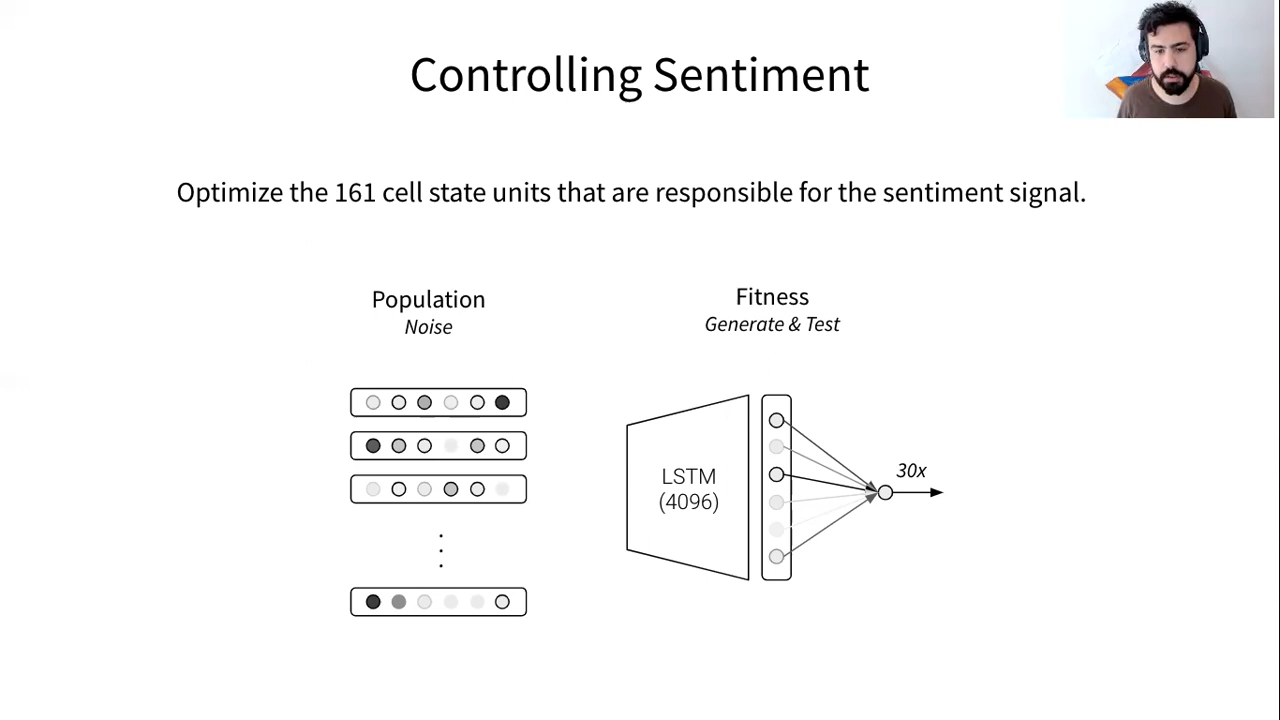 Controlling Sentiment
Optimize the 161 cell state units that are responsible for the sentiment signal.
Population
Noise
Fitness
Generate & Test
LSTM
(4096)
30x